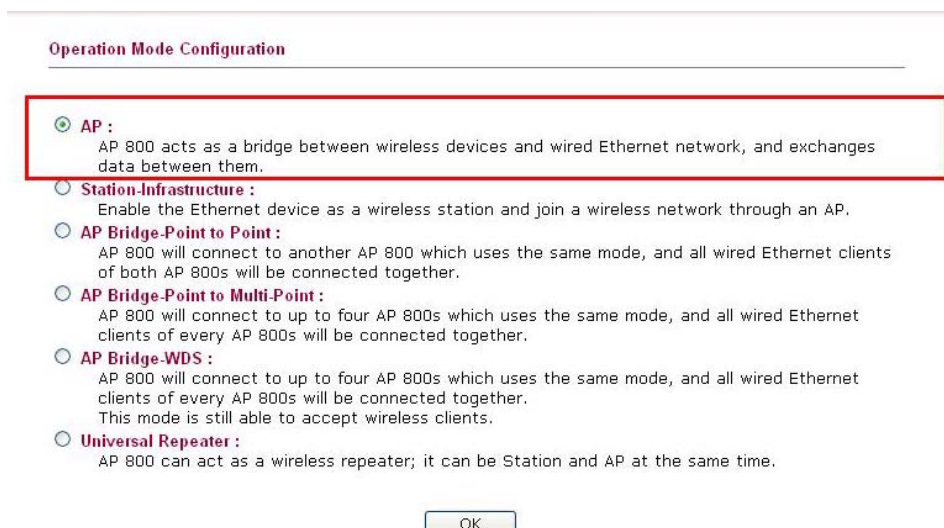 Operation Mode Configuration
AP :
AP 800 acts as a bridge between wireless devices and wired Ethernet network, and exchanges
data between them.
Station-Infrastructure :
Enable the Ethernet device as a wireless station and join a wireless network through an AP.
AP Bridge-Point to Point :
AP 800 will connect to another AP 800 which uses the same mode, and all wired Ethernet clients
of both AP 800s will be connected together.
AP Bridge-Point to Multi-Point :
AP 800 will connect to up to four AP 800s which uses the same mode, and all wired Ethernet
clients of every AP 800s will be connected together.
AP Bridge-WDS :
AP 800 will connect to up to four AP 800s which uses the same mode, and all wired Ethernet
clients of every AP 800s will be connected together.
This mode is still able to accept wireless clients.
Universal Repeater :
AP 800 can act as a wireless repeater; it can be Station and AP at the same time.
OK